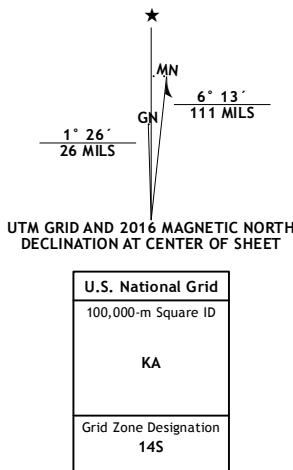 ★
MN
GN
6° 13´
111 MILS
1° 26´
26 MILS
UTM GRID AND 2016 MAGNETIC NORTH
DECLINATION AT CENTER OF SHEET
U.S. National Grid
100,000-m Square ID
KA
Grid Zone Designation
14S